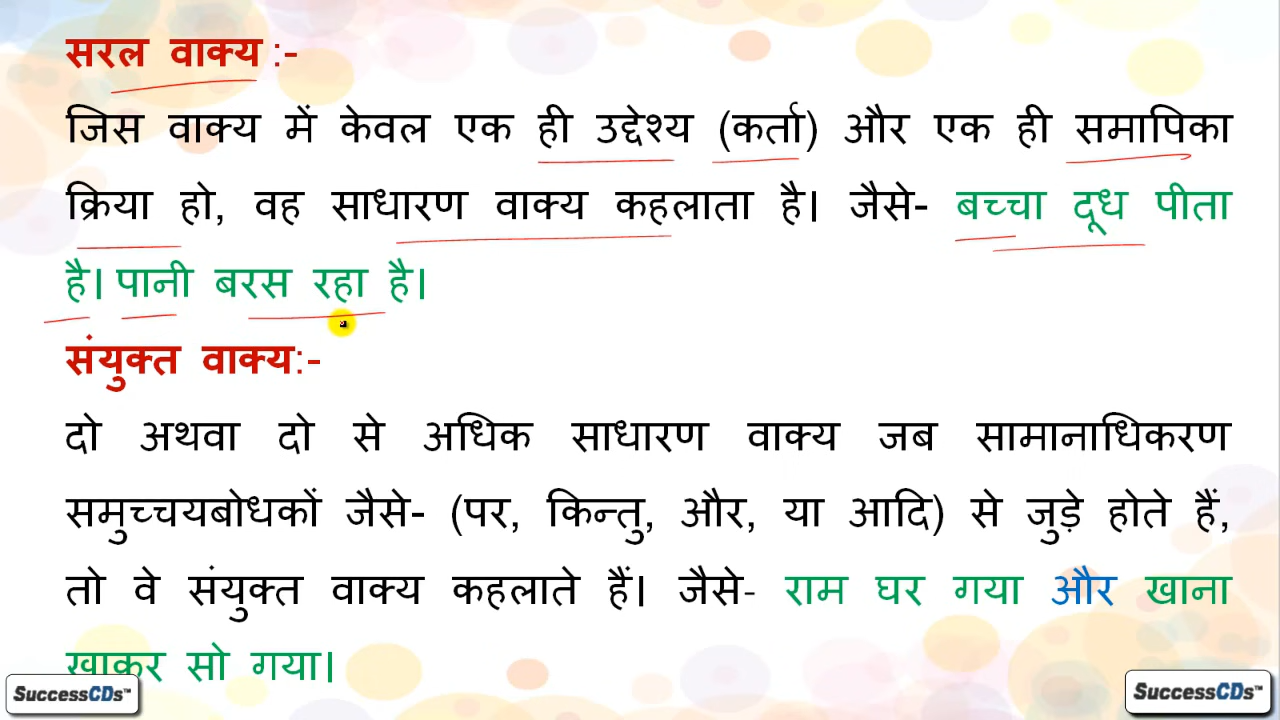 सरल वाक्य :-
जिस वाक्य में केवल एक ही उद्देश्य (कर्ता) और एक ही समापिका
क्रिया हो, वह साधारण वाक्य कहलाता है। जैसे- बच्चा दूध पीता
है। पानी बरस रहा है।
संयुक्त वाक्य:-
दो अथवा दो से अधिक साधारण वाक्य जब सामानाधिकरण
समुच्चयबोधकों जैसे- (पर, किन्तु, और, या आदि) से जुड़े होते हैं,
तो वे संयुक्त वाक्य कहलाते हैं। जैसे- राम घर गया और खाना
खाकर सो गया।
SuccessCDs™
SuccessCDs™